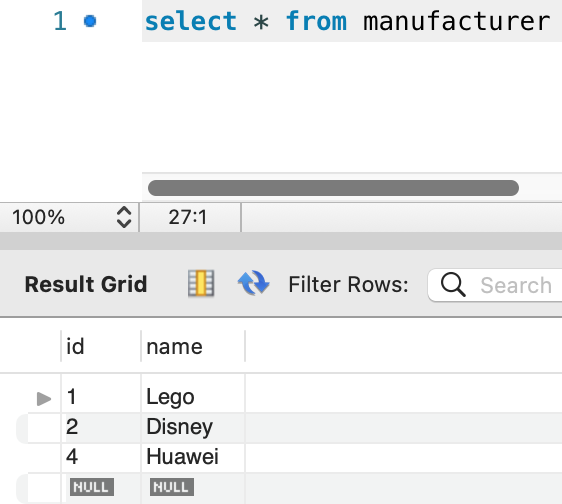 1 select * from manufacturer
100% 27:1
Result Grid Filter Rows: Search
id name
1 Lego
2 Disney
4 Huawei
NULL NULL